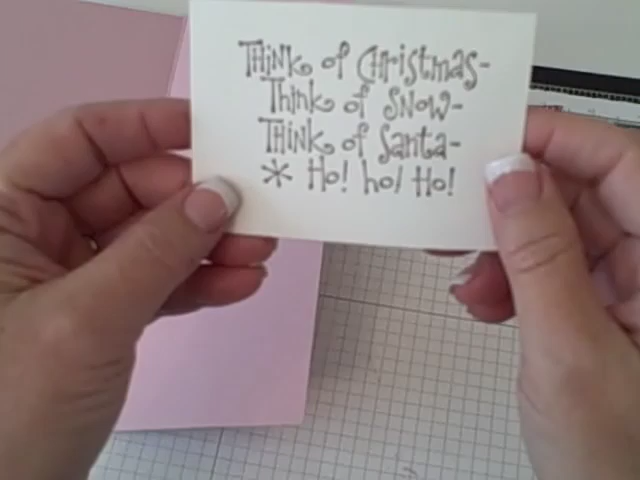 THiNk of CHristmas-
Think of SNow-
THiNk of Santa-
* Ho! ho! Ho!